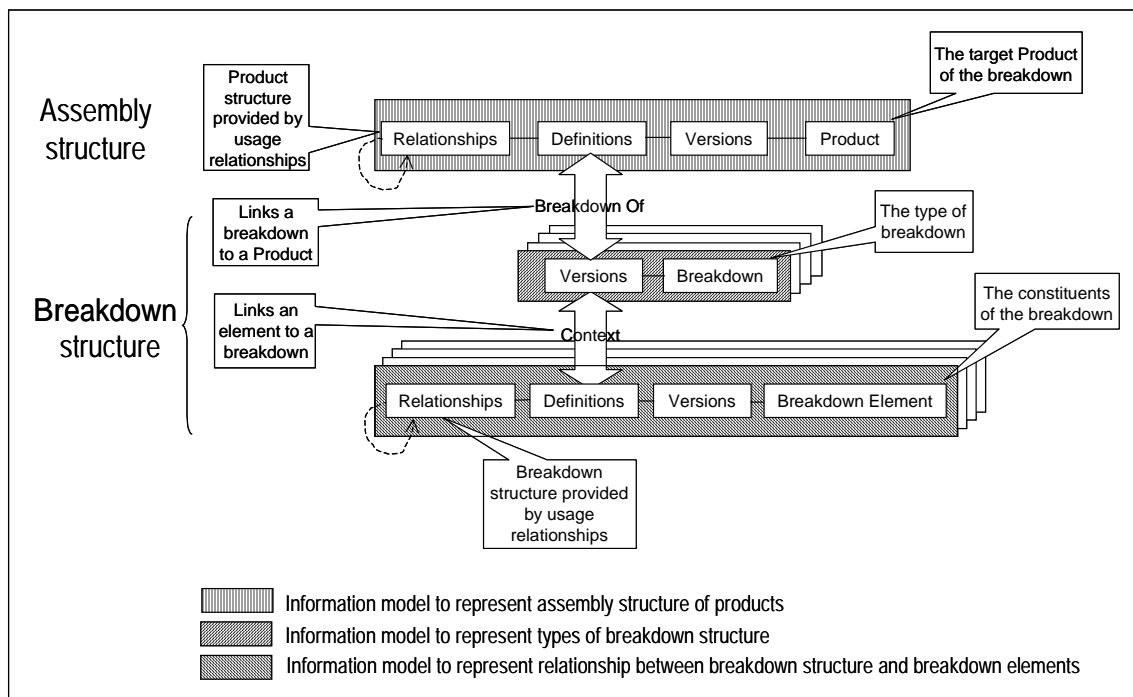 The target Product
of the breakdown
Product
structure
provided by
usage
relationships
Assembly
structure
Relationships
Definitions
Versions
Product
Links a
breakdown
to a Product
Breakdown Of
The type of
breakdown
Versions
Breakdown
Breakdown
structure
Links an
element to a
breakdown
Context
The constituents
of the breakdown
Relationships
Definitions
Versions
Breakdown Element
Breakdown
structure provided
by usage
relationships
Information model to represent assembly structure of products
Information model to represent types of breakdown structure
Information model to represent relationship between breakdown structure and breakdown elements